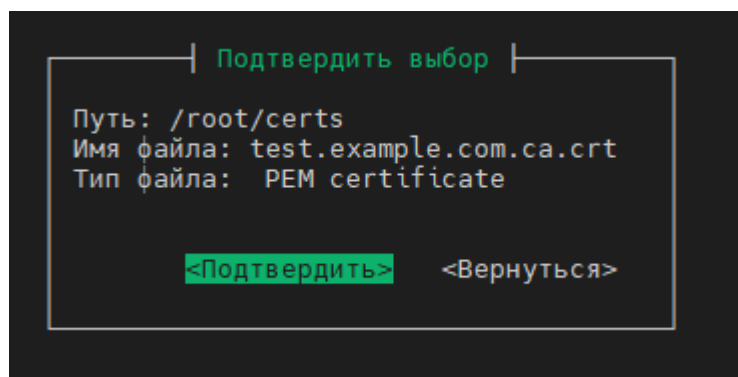 Подтвердить выбор
Путь: /root/certs
Имя файла: test.example.com.ca.crt
Тип файла:  PEM certificate
<Подтвердить> <Вернуться>